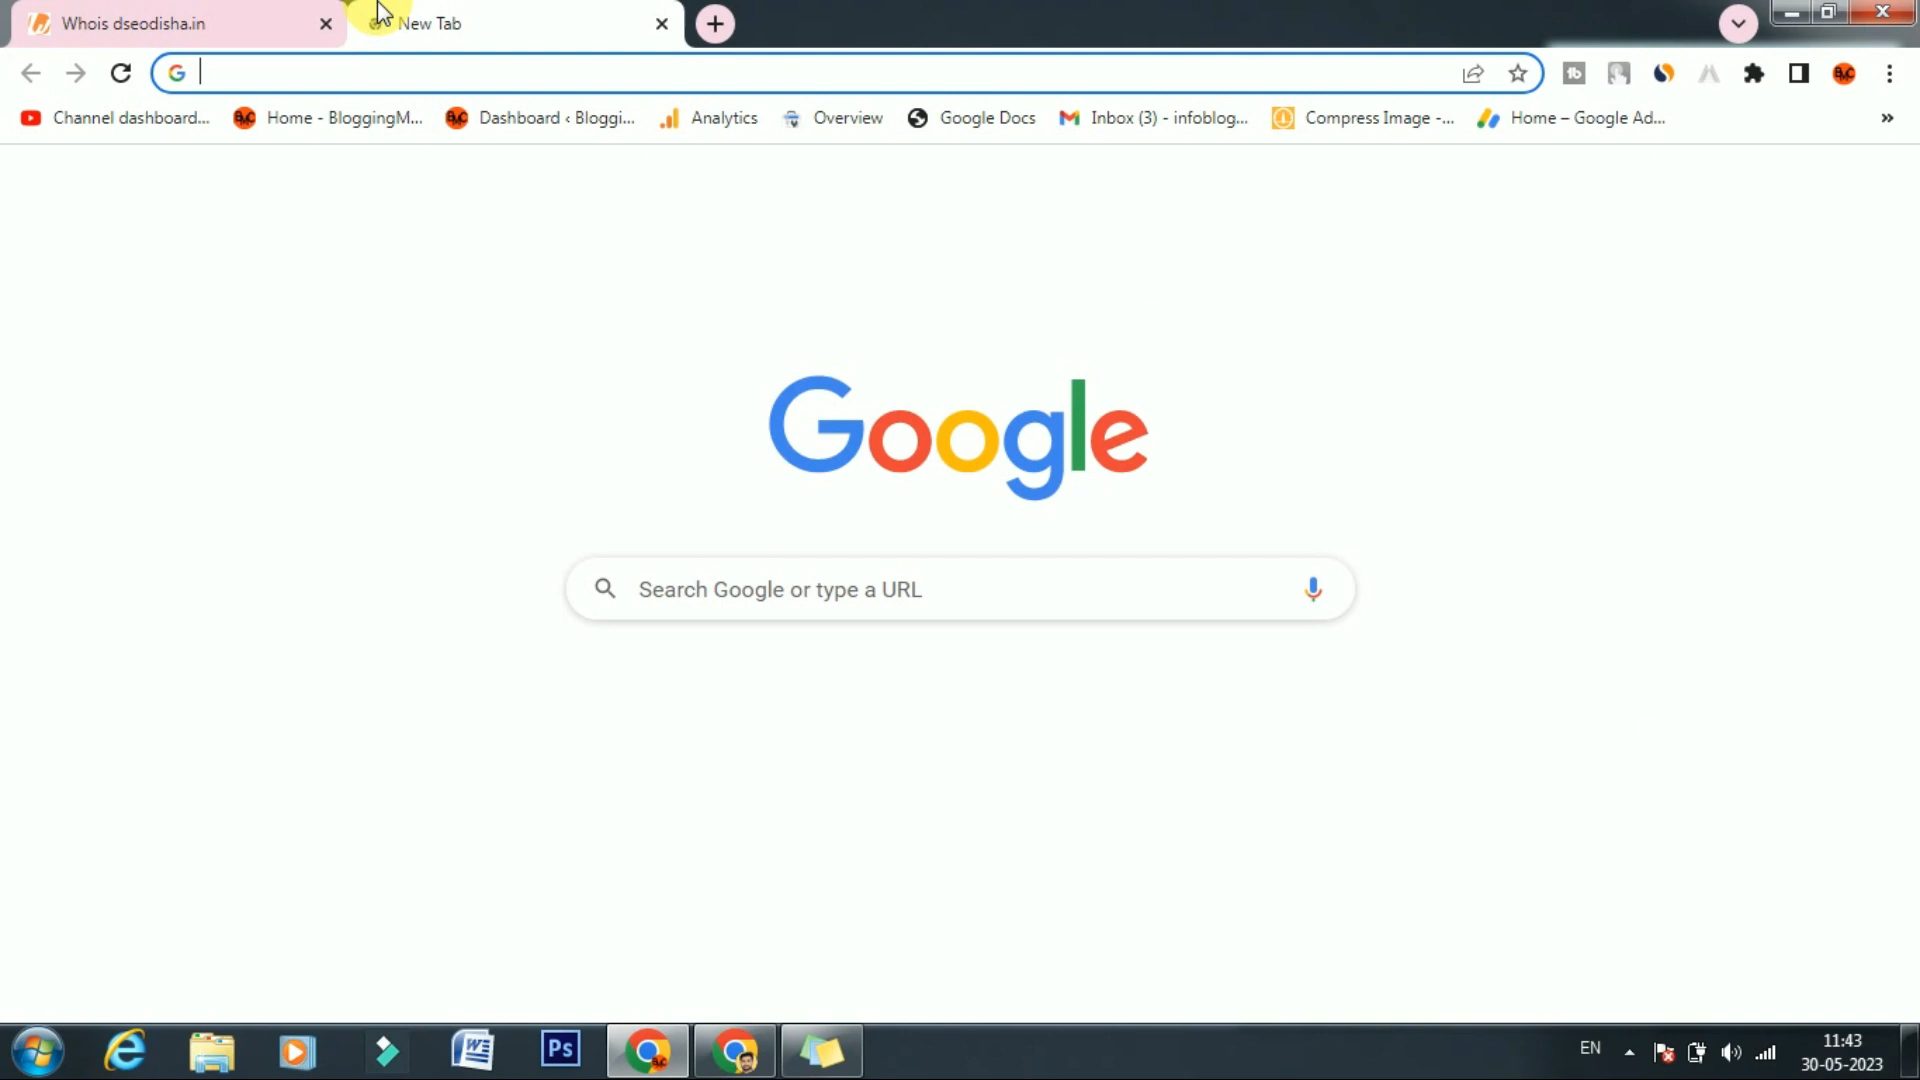 Whois dseodisha.in
New Tab
Channel dashboard...
Home - BloggingM...
Dashboard ‹ Bloggi...
Analytics
Overview
Google Docs
Inbox (3) - infoblog...
Compress Image -...
Home – Google Ad...
»
Google
Search Google or type a URL
Ps
EN
11:43
30-05-2023